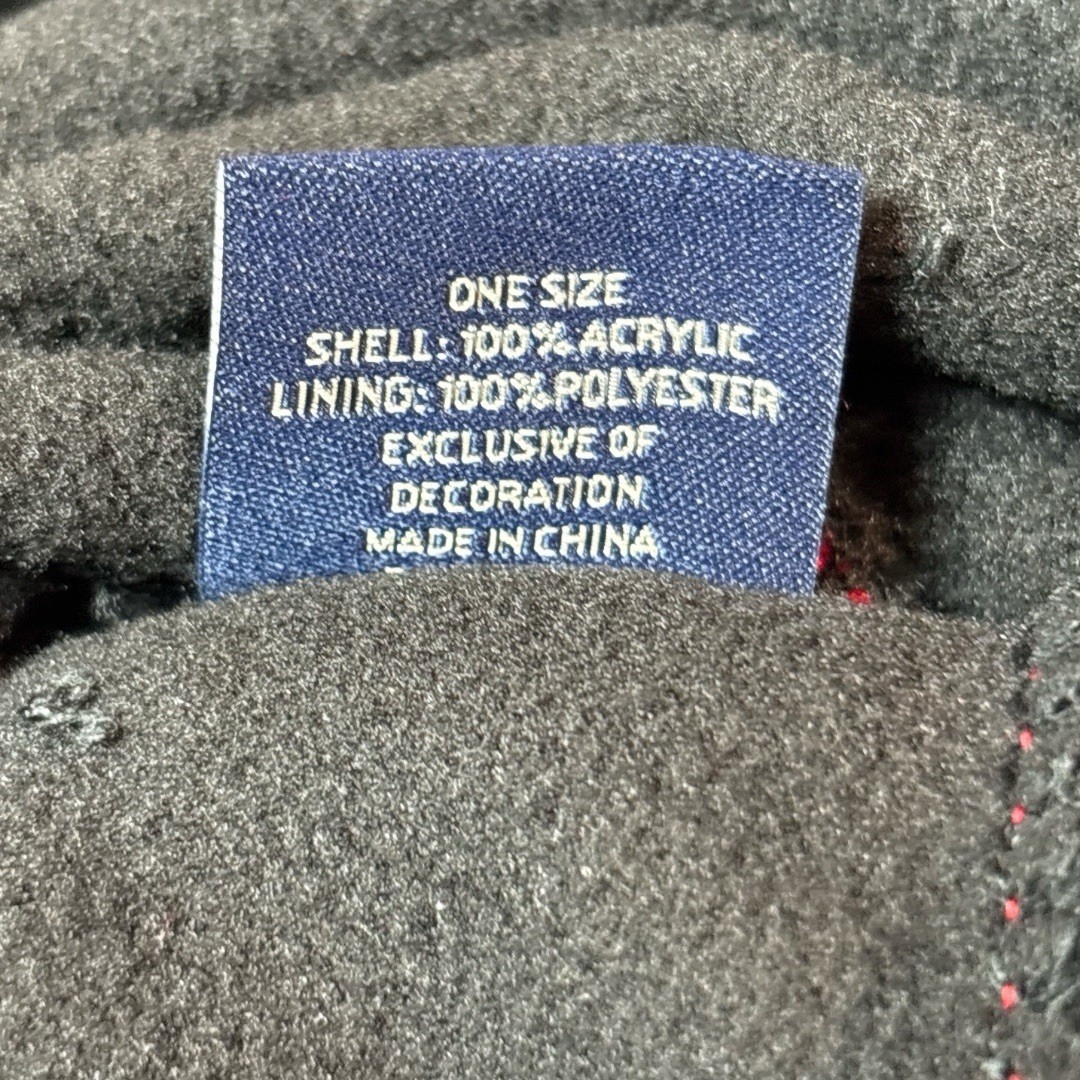 ONE SIZE
SHELL: 100% ACRYLIC
LINING: 100% POLYESTER
EXCLUSIVE OF
DECORATION
MADE IN CHINA